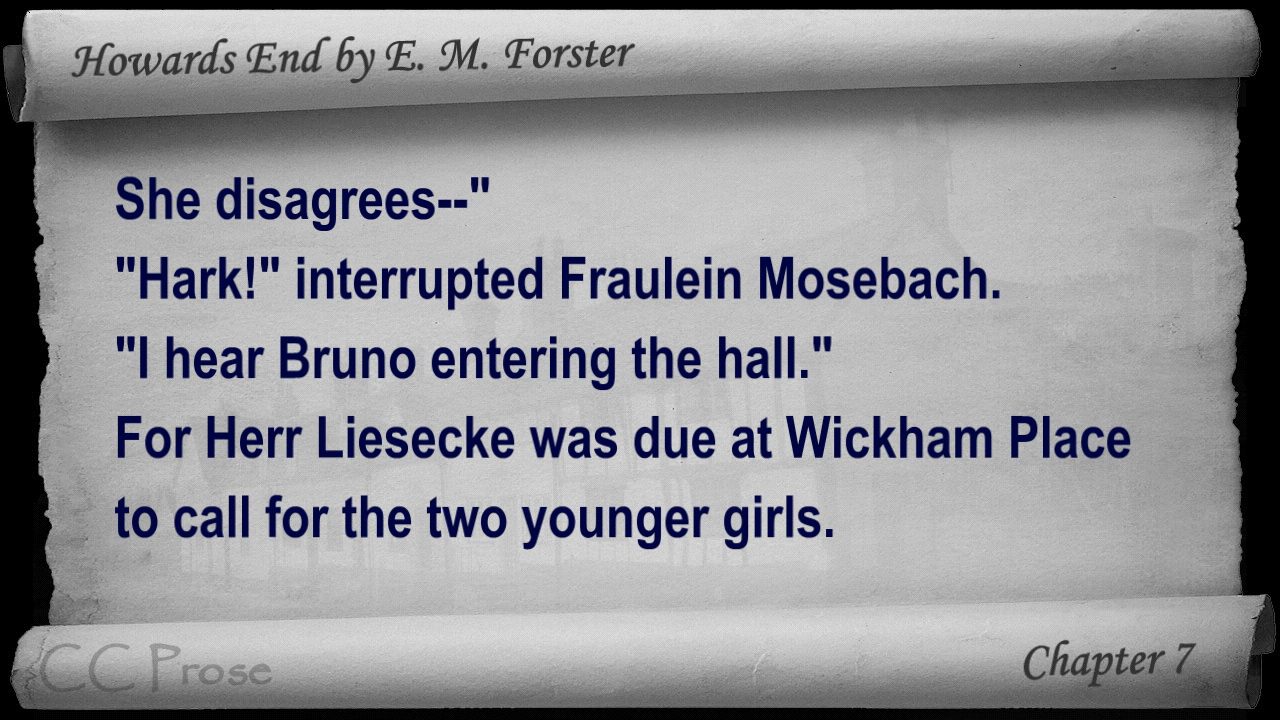 Howards End by E. M. Forster
She disagrees--"
"Hark!" interrupted Fraulein Mosebach.
"I hear Bruno entering the hall."
For Herr Liesecke was due at Wickham Place
to call for the two younger girls.
CC Prose
Chapter 7